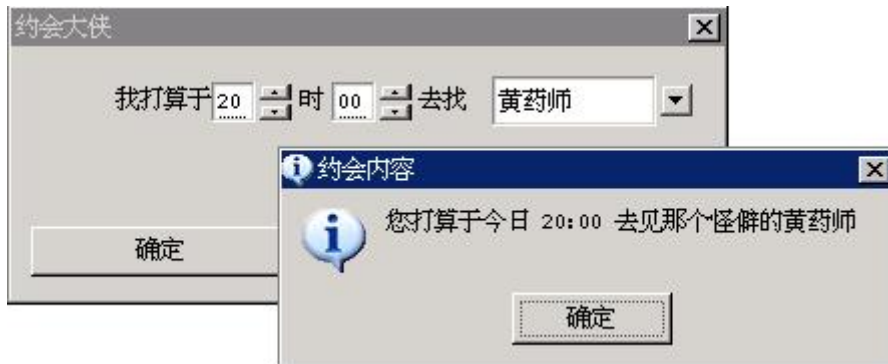 约会大侠
我打算于 20 时 00 去找 黄药师
约会内容
您打算于今日 20:00 去见那个怪僻的黄药师
确定
确定